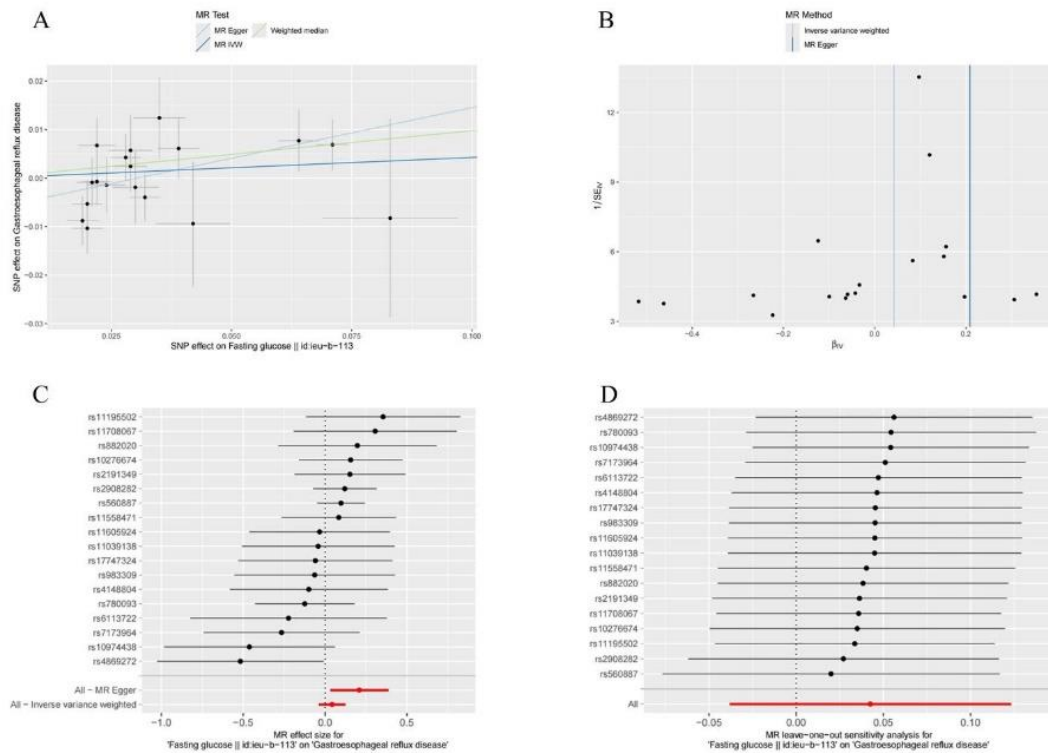 A
MR Test
MR Egger
Weighted median
MR IVW
0.02
0.01
0.00
−0.01
−0.02
−0.03
SNP effect on Gastroesophageal reflux disease
0.025
0.050
0.075
0.100
SNP effect on Fasting glucose || id:ieu-b-113
B
MR Method
Inverse variance weighted
MR Egger
12
9
6
3
1/SE_IV
−0.4
−0.2
0.0
0.2
β_IV
C
rs11195502
rs11708067
rs882020
rs10276674
rs2191349
rs2908282
rs560887
rs11558471
rs11605924
rs11039138
rs17747324
rs983309
rs4148804
rs780093
rs6113722
rs7173964
rs10974438
rs4869272
All − MR Egger
All − Inverse variance weighted
−1.0
−0.5
0.0
0.5
MR effect size for
'Fasting glucose || id:ieu-b-113' on 'Gastroesophageal reflux disease'
D
rs4869272
rs780093
rs10974438
rs7173964
rs6113722
rs4148804
rs17747324
rs983309
rs11605924
rs11039138
rs11558471
rs882020
rs2191349
rs11708067
rs10276674
rs11195502
rs2908282
rs560887
All
−0.05
0.00
0.05
0.10
MR leave−one−out sensitivity analysis for
'Fasting glucose || id:ieu−b−113' on 'Gastroesophageal reflux disease'